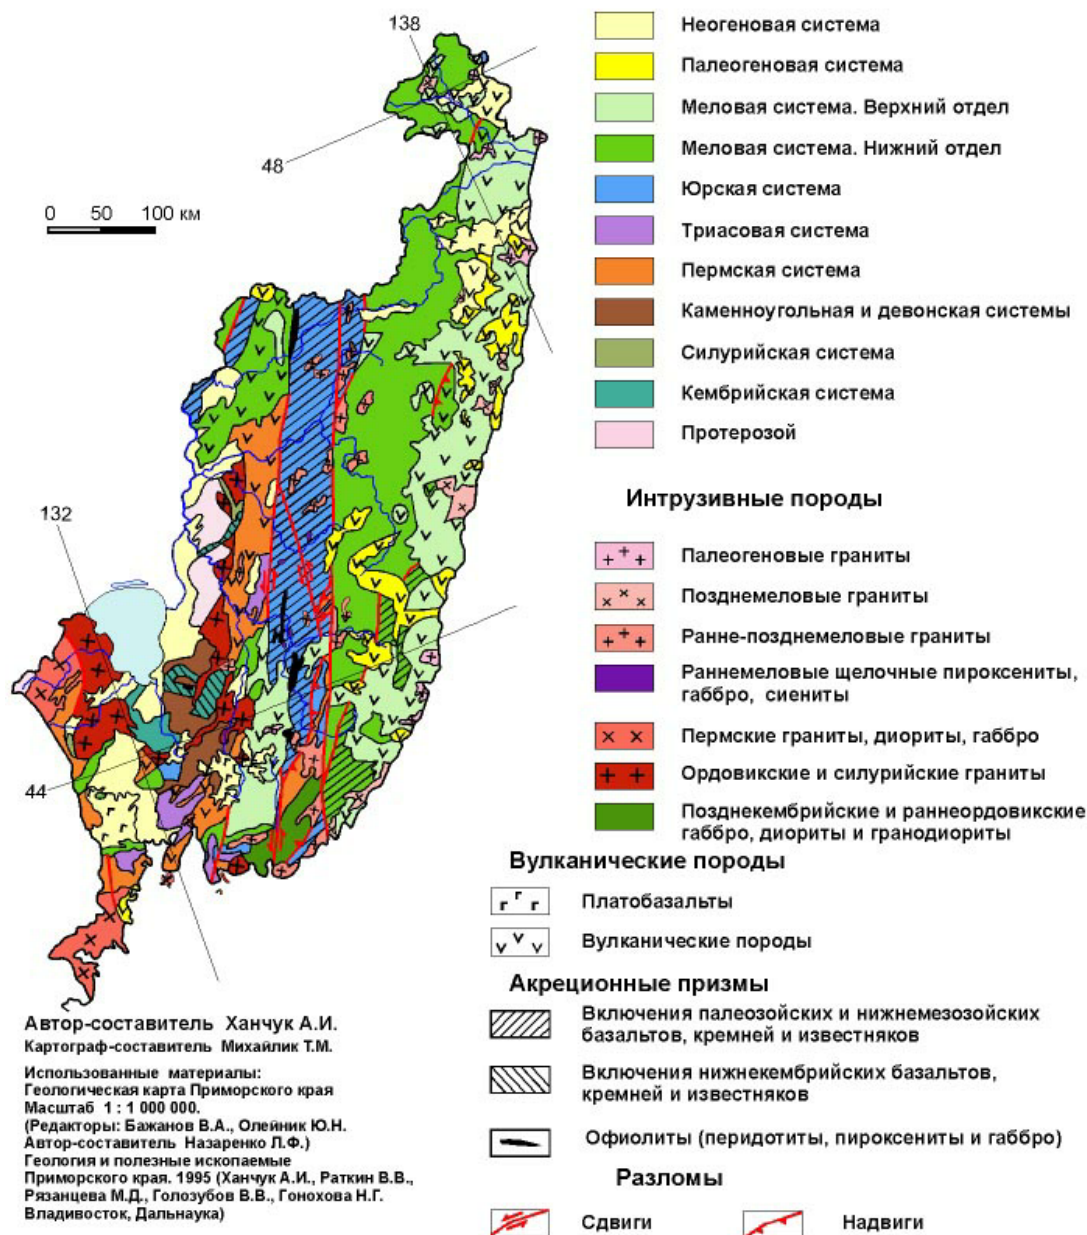 138
48
0 50 100 км
132
44
Неогеновая система
Палеогеновая система
Меловая система. Верхний отдел
Меловая система. Нижний отдел
Юрская система
Триасовая система
Пермская система
Каменноугольная и девонская системы
Силурийская система
Кембрийская система
Протерозой
Интрузивные породы
Палеогеновые граниты
Позднемеловые граниты
Ранне-позднемеловые граниты
Раннемеловые щелочные пироксениты,
габбро, сиениты
Пермские граниты, диориты, габбро
Ордовикские и силурийские граниты
Позднекембрийские и раннеордовикские
габбро, диориты и гранодиориты
Вулканические породы
Платобазальты
Вулканические породы
Акреционные призмы
Включения палеозойских и нижнемезозойских
базальтов, кремней и известняков
Включения нижнекембрийских базальтов,
кремней и известняков
Офиолиты (перидотиты, пироксениты и габбро)
Разломы
Сдвиги
Надвиги
Автор-составитель Ханчук А.И.
Картограф-составитель Михайлик Т.М.
Использованные материалы:
Геологическая карта Приморского края
Масштаб 1 : 1 000 000.
(Редакторы: Бажанов В.А., Олейник Ю.Н.
Автор-составитель Назаренко Л.Ф.)
Геология и полезные ископаемые
Приморского края. 1995 (Ханчук А.И., Раткин В.В.,
Рязанцева М.Д., Голозубов В.В., Гонохова Н.Г.
Владивосток, Дальнаука)